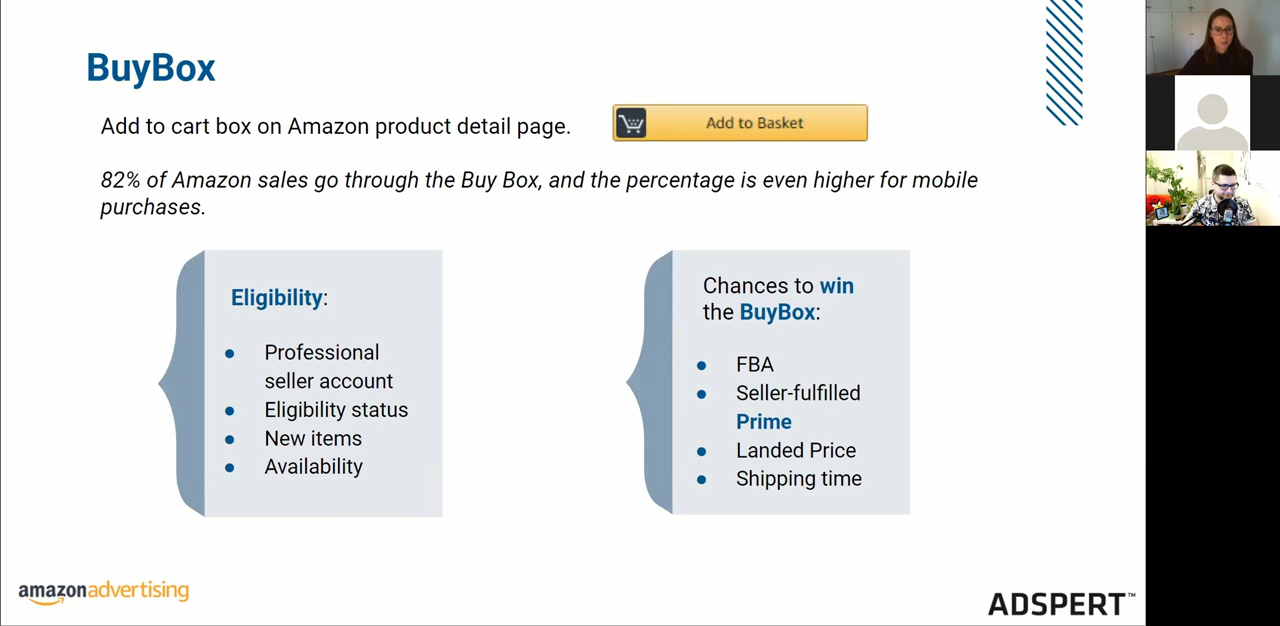 BuyBox
Add to cart box on Amazon product detail page.
Add to Basket
82% of Amazon sales go through the Buy Box, and the percentage is even higher for mobile
purchases.
Eligibility:
● Professional
seller account
● Eligibility status
● New items
● Availability
Chances to win
the BuyBox:
● FBA
● Seller-fulfilled
Prime
● Landed Price
● Shipping time
amazonadvertising
ADSPERT™